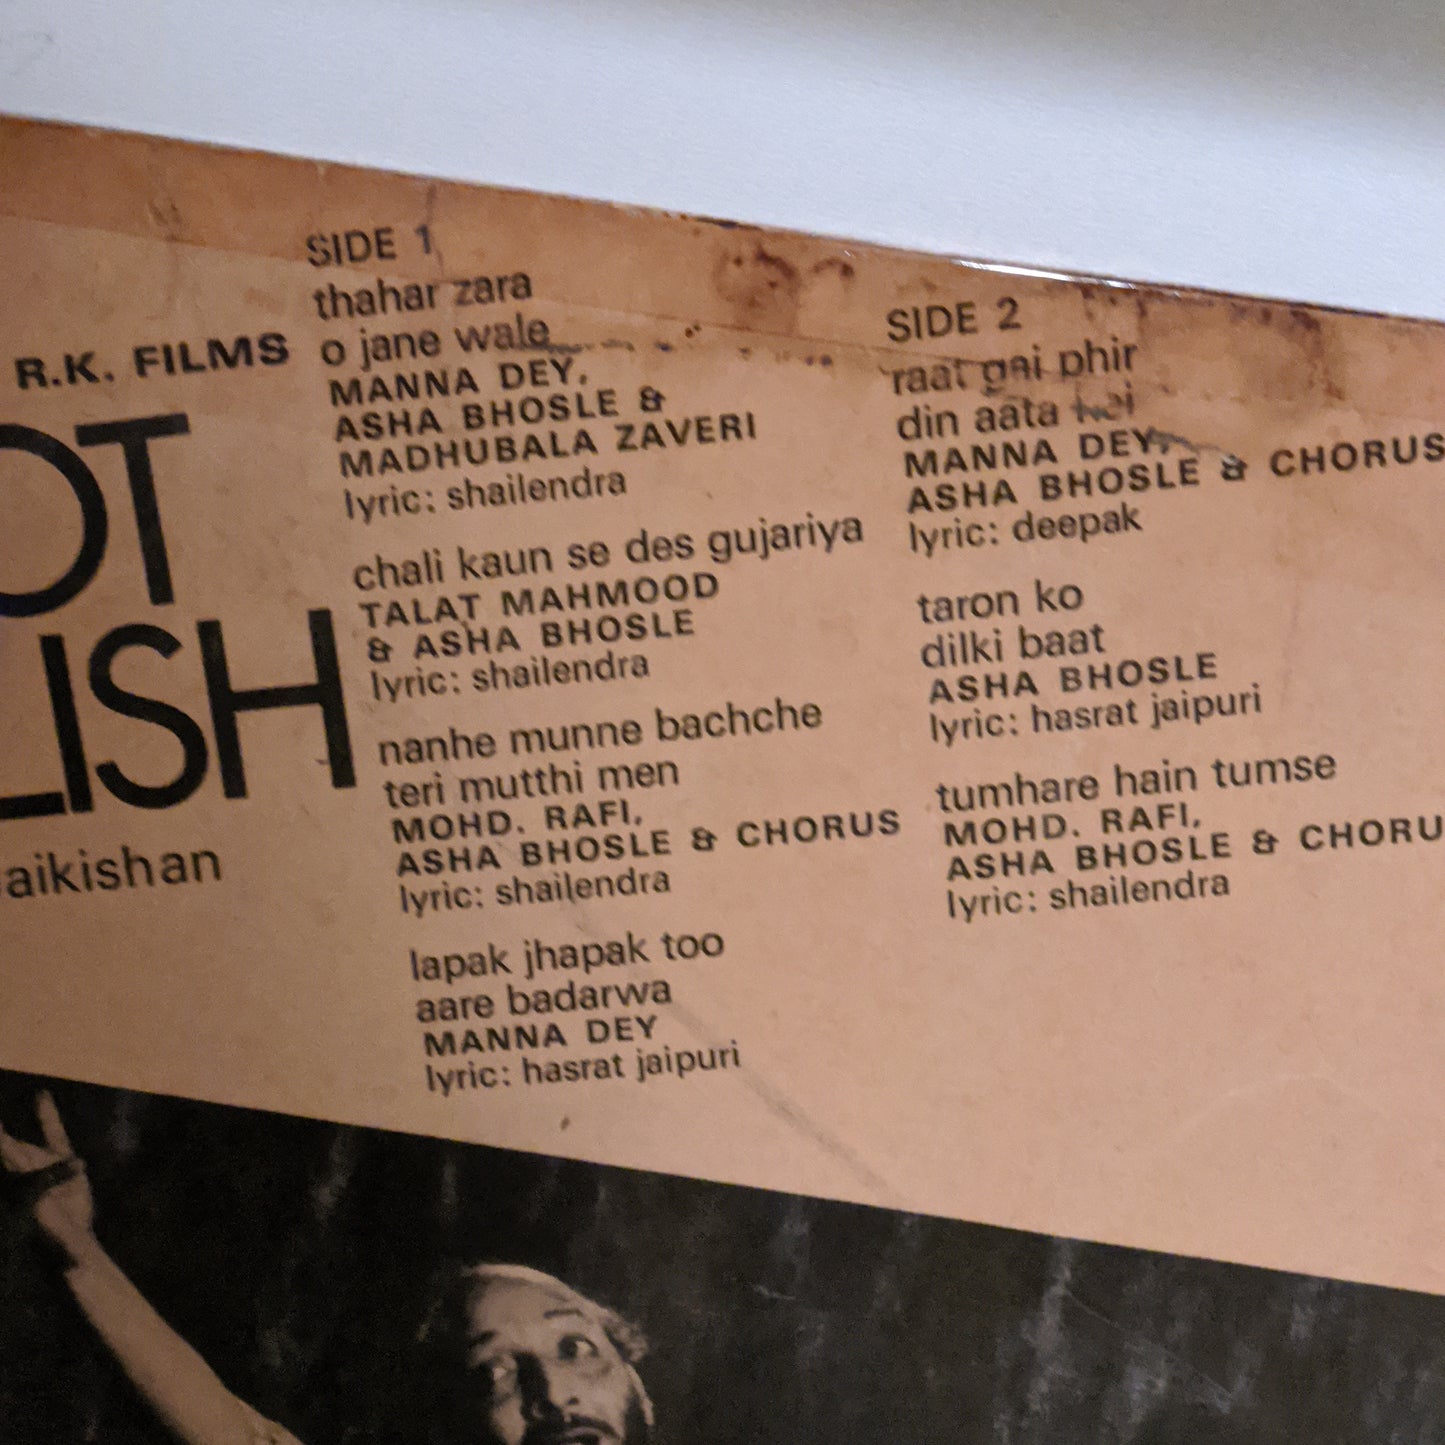 R.K. FILMS
OT
LISH
aikishan
SIDE 1
thahar zara
o jane wale
MANNA DEY,
ASHA BHOSLE &
MADHUBALA ZAVERI
lyric: shailendra
chali kaun se des gujariya
TALAT MAHMOOD
& ASHA BHOSLE
lyric: shailendra
nanhe munne bachche
teri mutthi men
MOHD. RAFI,
ASHA BHOSLE & CHORUS
lyric: shailendra
lapak jhapak too
aare badarwa
MANNA DEY
lyric: hasrat jaipuri
SIDE 2
raat gai phir
din aata hei
MANNA DEY,
ASHA BHOSLE & CHORUS
lyric: deepak
taron ko
dilki baat
ASHA BHOSLE
lyric: hasrat jaipuri
tumhare hain tumse
MOHD. RAFI,
ASHA BHOSLE & CHORU
lyric: shailendra